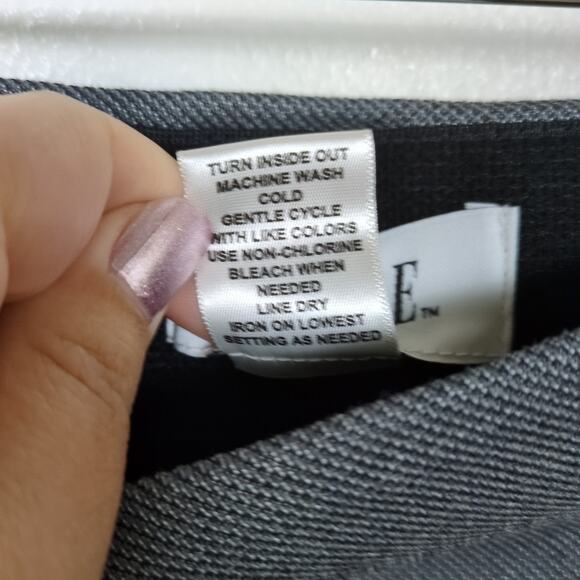 TURN INSIDE OUT
MACHINE WASH
COLD
GENTLE CYCLE
WITH LIKE COLORS
USE NON-CHLORINE
BLEACH WHEN
NEEDED
LINE DRY
IRON ON LOWEST
SETTING AS NEEDED
E™